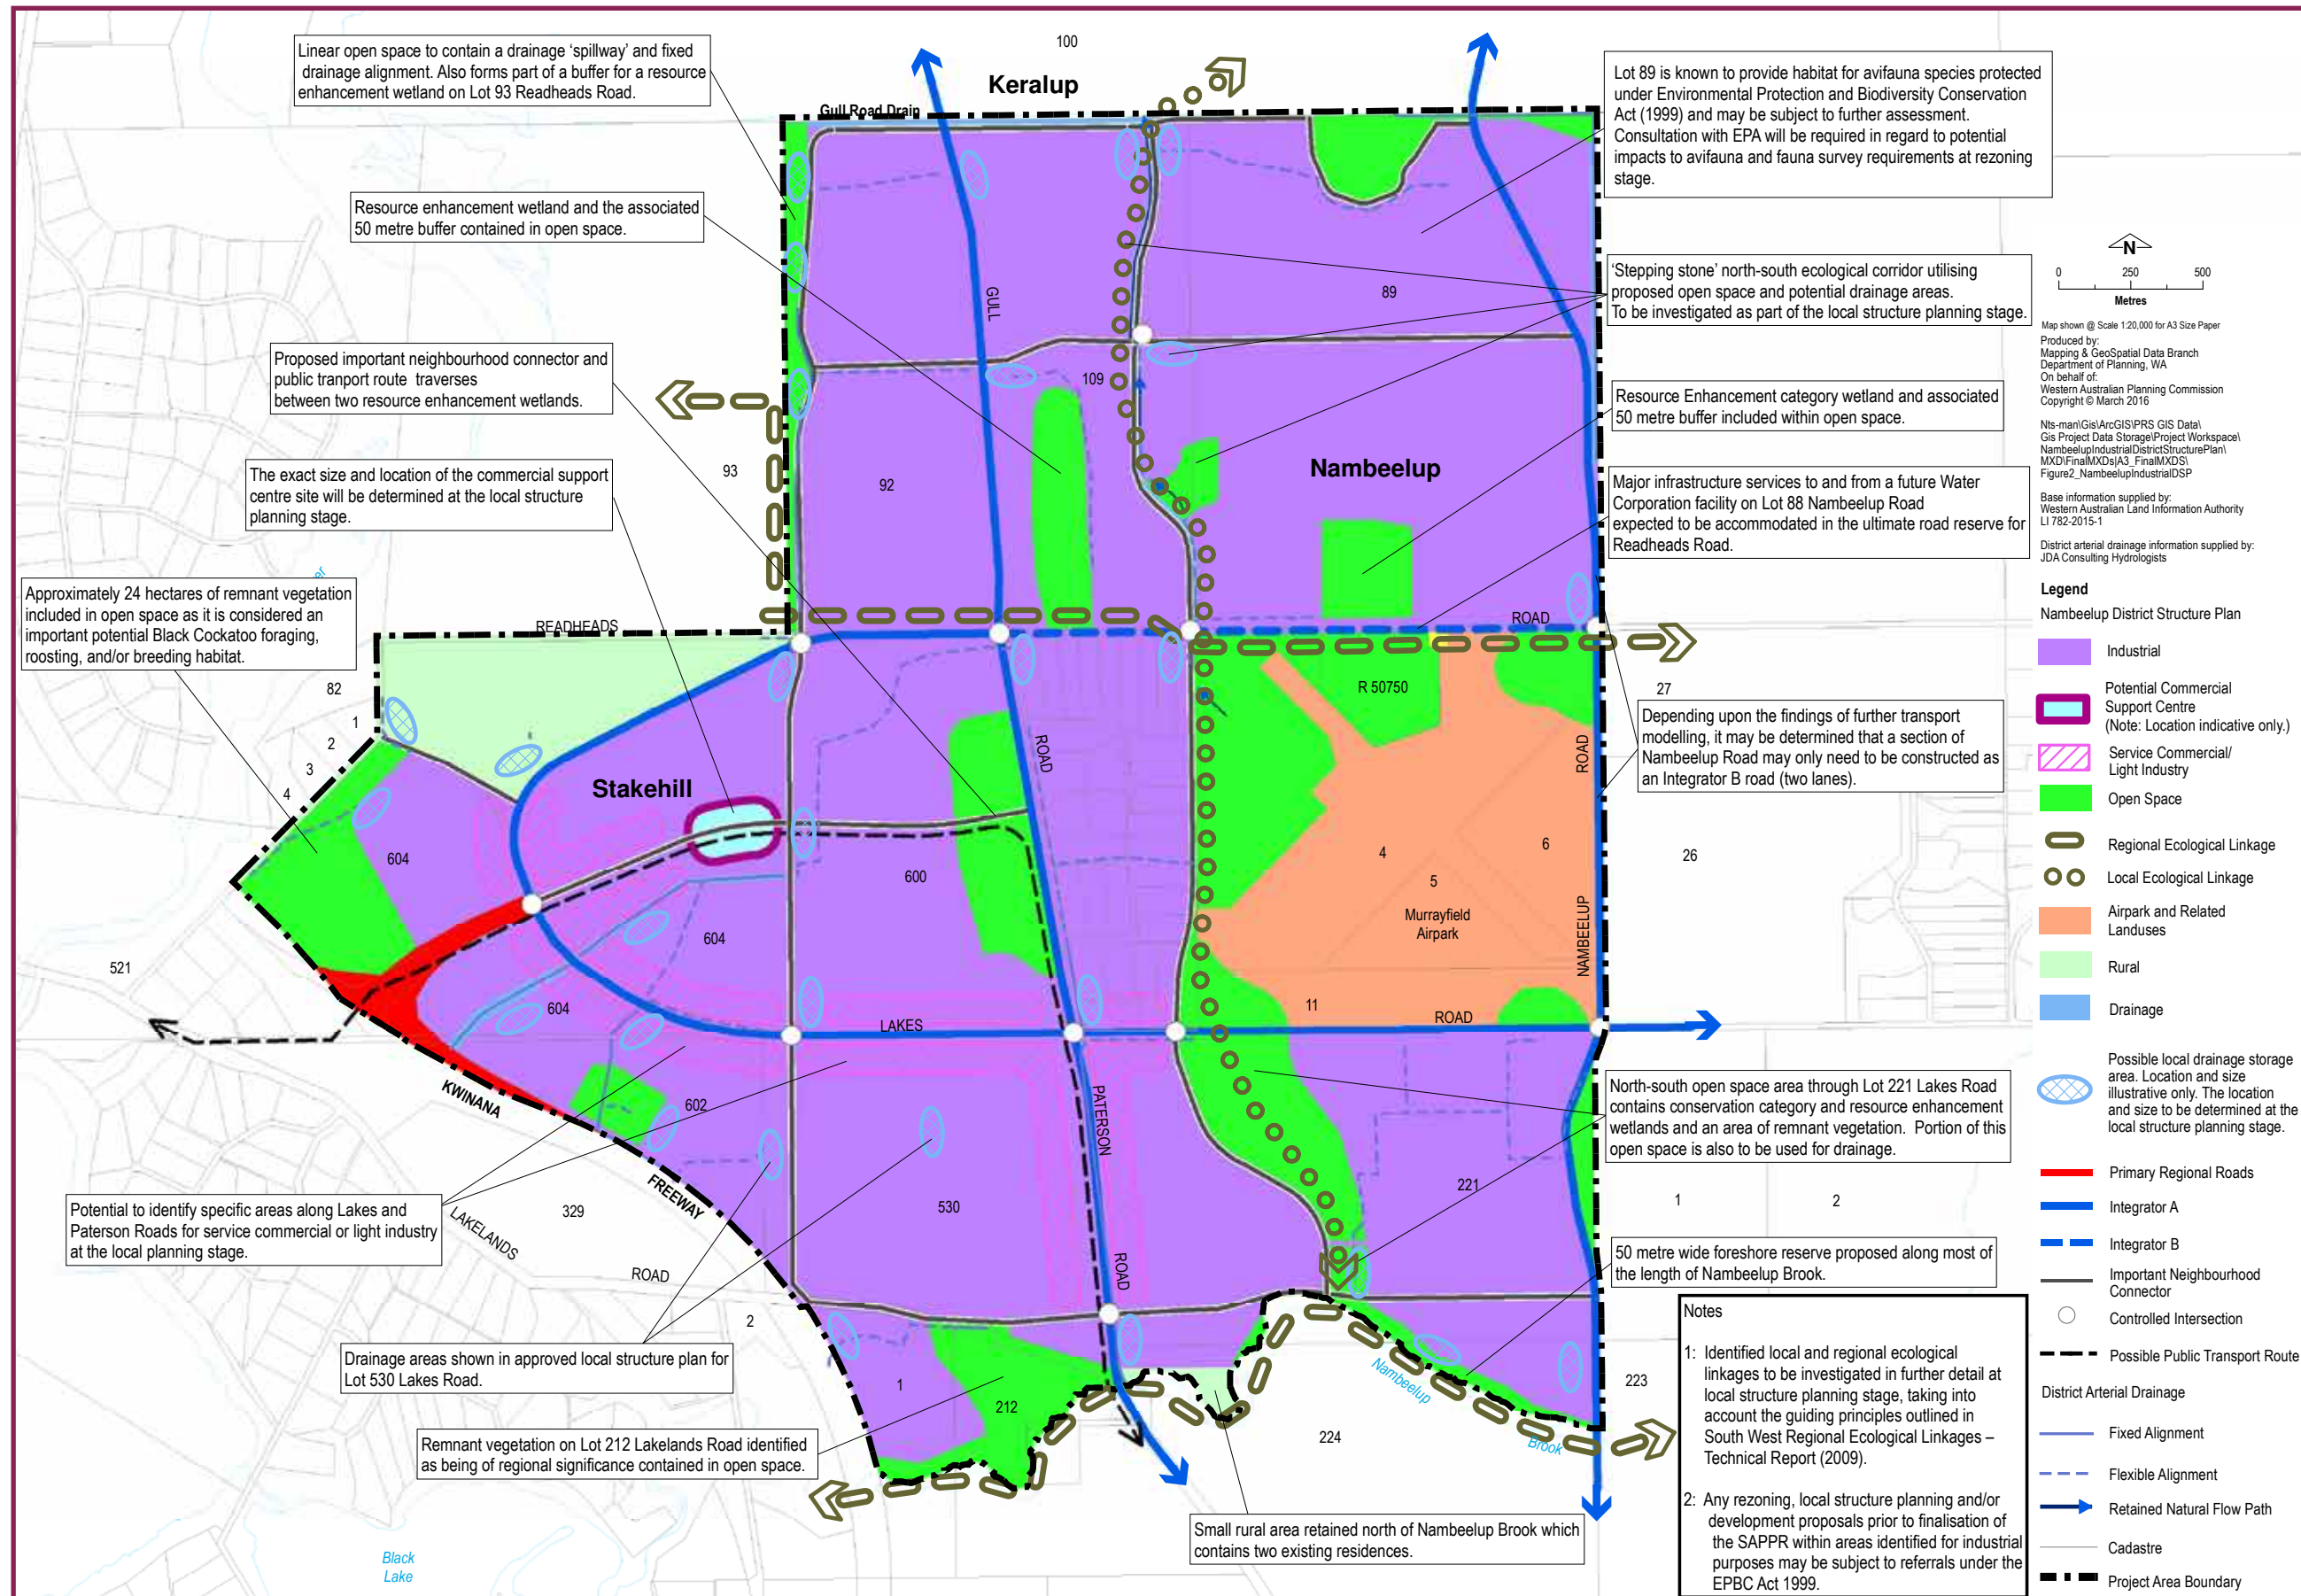 Linear open space to contain a drainage ‘spillway’ and fixed
drainage alignment. Also forms part of a buffer for a resource
enhancement wetland on Lot 93 Readheads Road.
100
Keralup
Gull Road Drain
Lot 89 is known to provide habitat for avifauna species protected
under Environmental Protection and Biodiversity Conservation
Act (1999) and may be subject to further assessment.
Consultation with EPA will be required in regard to potential
impacts to avifauna and fauna survey requirements at rezoning
stage.
Resource enhancement wetland and the associated
50 metre buffer contained in open space.
N
0 250 500
Metres
‘Stepping stone’ north-south ecological corridor utilising
proposed open space and potential drainage areas.
To be investigated as part of the local structure planning stage.
GULL
89
Map shown @ Scale 1:20,000 for A3 Size Paper
Produced by:
Mapping & GeoSpatial Data Branch
Department of Planning, WA
On behalf of:
Western Australian Planning Commission
Copyright © March 2016
Nts-man\Gis\ArcGIS\PRS GIS Data\
Gis Project Data Storage\Project Workspace\
NambeelupIndustrialDistrictStructurePlan\
MXD\FinalMXDs|A3_FinalMXDS\
Figure2_NambeelupIndustrialDSP
Base information supplied by:
Western Australian Land Information Authority
LI 782-2015-1
District arterial drainage information supplied by:
JDA Consulting Hydrologists
Proposed important neighbourhood connector and
public tranport route traverses
between two resource enhancement wetlands.
109
Resource Enhancement category wetland and associated
50 metre buffer included within open space.
93
92
Nambeelup
The exact size and location of the commercial support
centre site will be determined at the local structure
planning stage.
Major infrastructure services to and from a future Water
Corporation facility on Lot 88 Nambeelup Road
expected to be accommodated in the ultimate road reserve for
Readheads Road.
Approximately 24 hectares of remnant vegetation
included in open space as it is considered an
important potential Black Cockatoo foraging,
roosting, and/or breeding habitat.
READHEADS
ROAD
82
1
2
3
4
R 50750
27
ROAD
ROAD
Depending upon the findings of further transport
modelling, it may be determined that a section of
Nambeelup Road may only need to be constructed as
an Integrator B road (two lanes).
Stakehill
604
600
4
5
6
26
Murrayfield
Airpark
NAMBEELUP
604
521
604
11
LAKES
ROAD
KWINANA
602
PATERSON
North-south open space area through Lot 221 Lakes Road
contains conservation category and resource enhancement
wetlands and an area of remnant vegetation. Portion of this
open space is also to be used for drainage.
FREEWAY
329
530
221
1
2
Potential to identify specific areas along Lakes and
Paterson Roads for service commercial or light industry
at the local planning stage.
LAKELANDS
ROAD
ROAD
50 metre wide foreshore reserve proposed along most of
the length of Nambeelup Brook.
2
Drainage areas shown in approved local structure plan for
Lot 530 Lakes Road.
1
212
Nambeelup
Brook
223
224
Remnant vegetation on Lot 212 Lakelands Road identified
as being of regional significance contained in open space.
Small rural area retained north of Nambeelup Brook which
contains two existing residences.
Black
Lake
Notes
1: Identified local and regional ecological
linkages to be investigated in further detail at
local structure planning stage, taking into
account the guiding principles outlined in
South West Regional Ecological Linkages –
Technical Report (2009).
2: Any rezoning, local structure planning and/or
development proposals prior to finalisation of
the SAPPR within areas identified for industrial
purposes may be subject to referrals under the
EPBC Act 1999.
Legend
Nambeelup District Structure Plan
Industrial
Potential Commercial
Support Centre
(Note: Location indicative only.)
Service Commercial/
Light Industry
Open Space
Regional Ecological Linkage
Local Ecological Linkage
Airpark and Related
Landuses
Rural
Drainage
Possible local drainage storage
area. Location and size
illustrative only. The location
and size to be determined at the
local structure planning stage.
Primary Regional Roads
Integrator A
Integrator B
Important Neighbourhood
Connector
Controlled Intersection
Possible Public Transport Route
District Arterial Drainage
Fixed Alignment
Flexible Alignment
Retained Natural Flow Path
Cadastre
Project Area Boundary